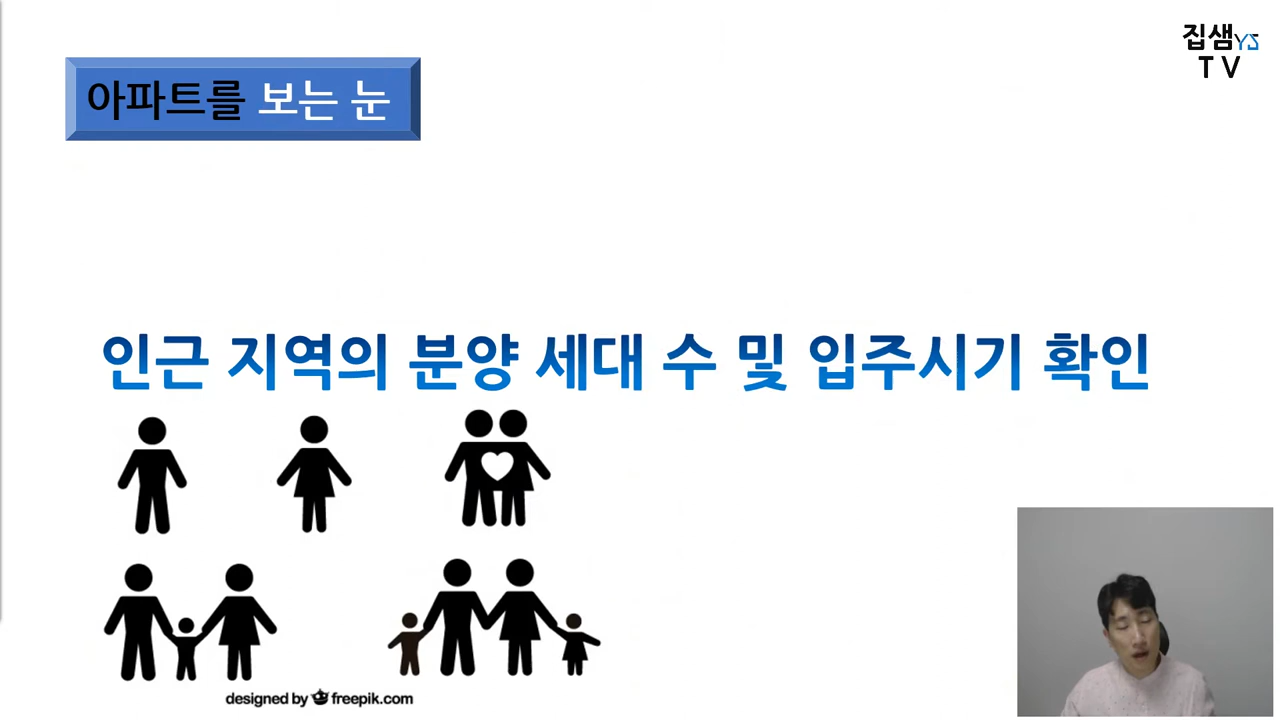 집샘YS
TV
아파트를 보는 눈
인근 지역의 분양 세대 수 및 입주시기 확인
designed by freepik.com